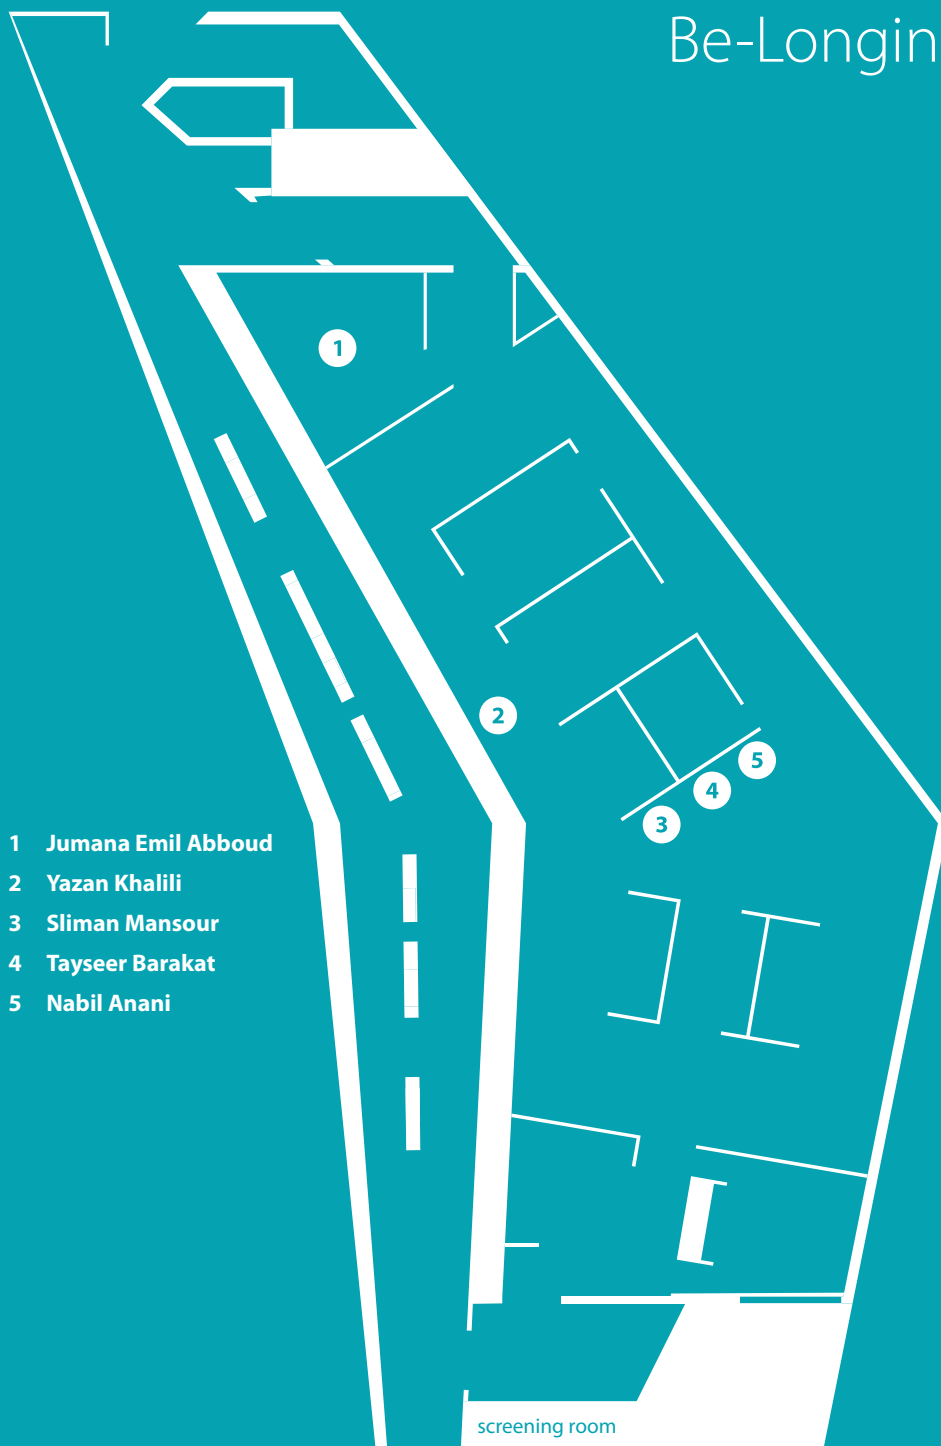 Be-Longin
1
2
5
4
3
1 Jumana Emil Abboud
2 Yazan Khalili
3 Sliman Mansour
4 Tayseer Barakat
5 Nabil Anani
screening room